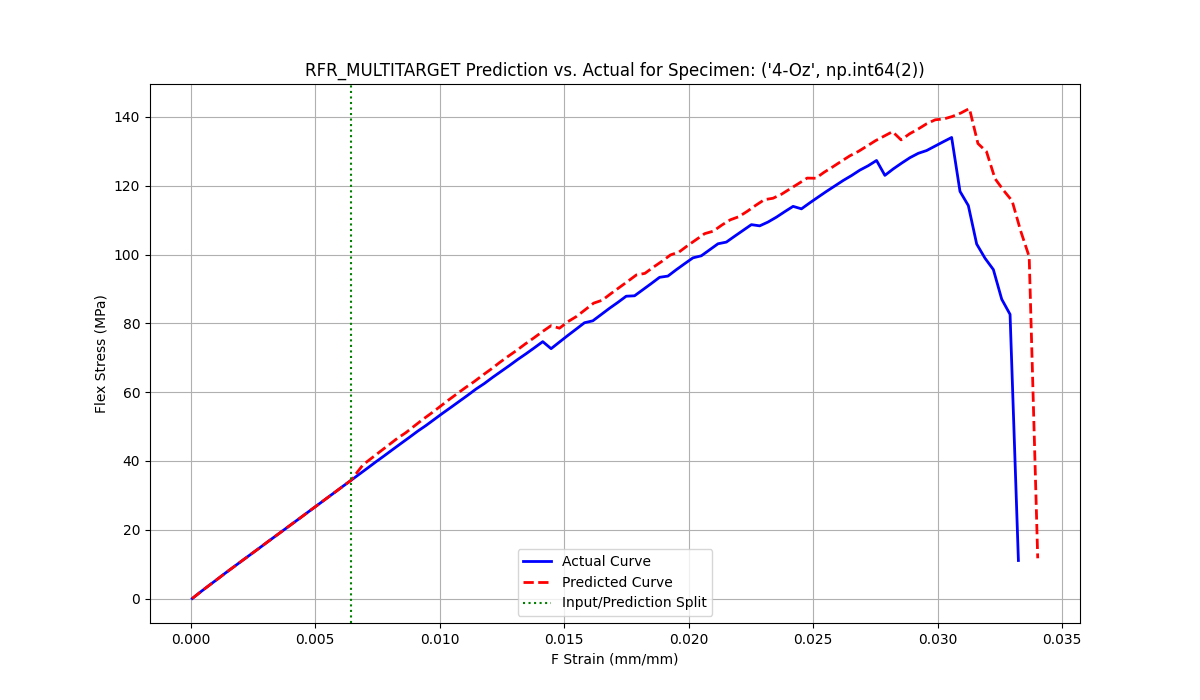 RFR_MULTITARGET Prediction vs. Actual for Specimen: ('4-Oz', np.int64(2))
Flex Stress (MPa)
140
120
100
80
60
40
20
0
Actual Curve
Predicted Curve
Input/Prediction Split
0.000 0.005 0.010 0.015 0.020 0.025 0.030 0.035
F Strain (mm/mm)